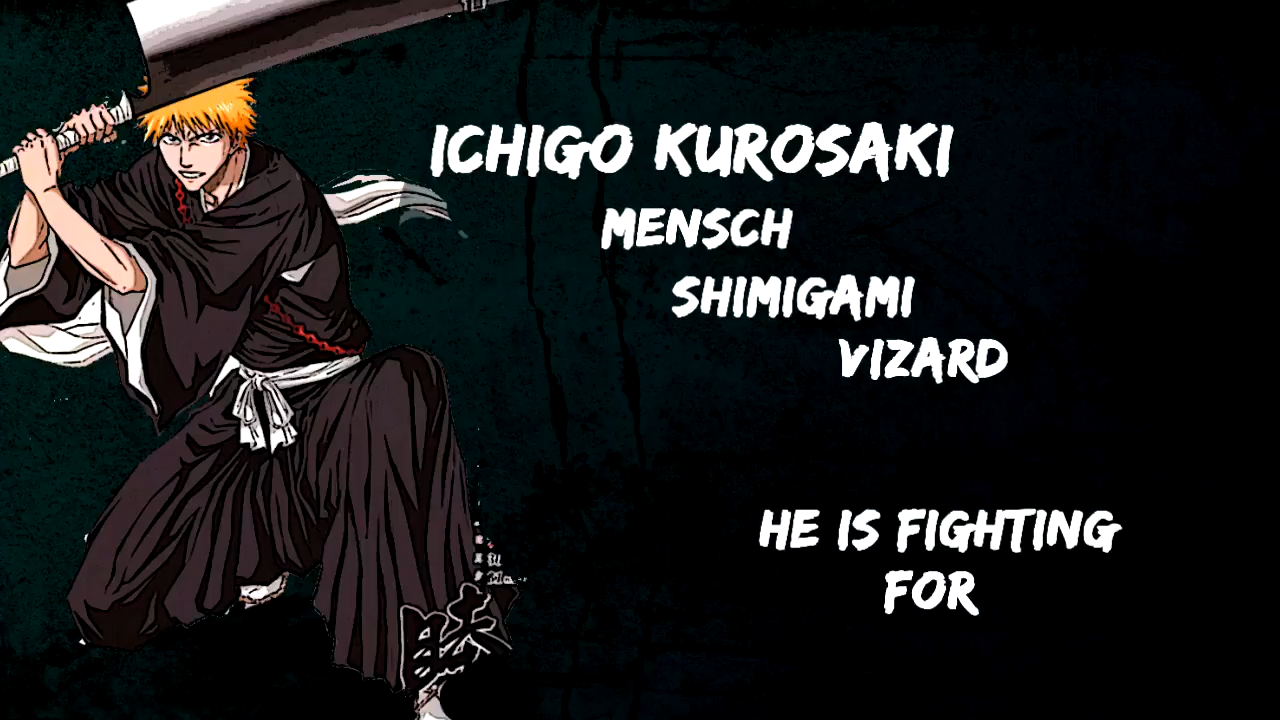 ICHIGO KUROSAKI
MENSCH
SHIMIGAMI
VIZARD
HE IS FIGHTING
FOR